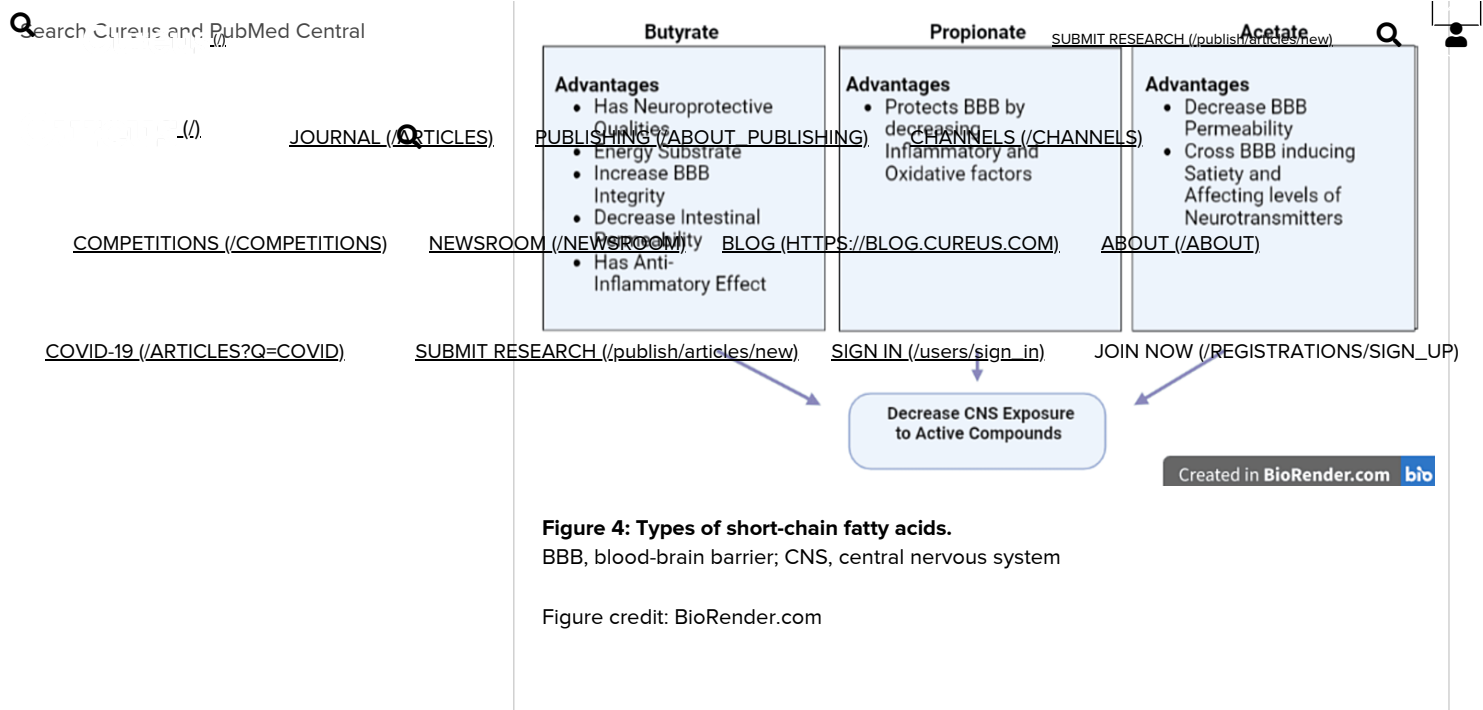 Search Cureus and PubMed Central
(/)
SUBMIT RESEARCH (/publish/articles/new)
(/)
JOURNAL (/ARTICLES)
PUBLISHING (/ABOUT_PUBLISHING)
CHANNELS (/CHANNELS)
COMPETITIONS (/COMPETITIONS)
NEWSROOM (/NEWSROOM)
BLOG (HTTPS://BLOG.CUREUS.COM)
ABOUT (/ABOUT)
COVID-19 (/ARTICLES?Q=COVID)
SUBMIT RESEARCH (/publish/articles/new)
SIGN IN (/users/sign_in)
JOIN NOW (/REGISTRATIONS/SIGN_UP)
Butyrate
Advantages
• Has Neuroprotective
Qualities
• Energy Substrate
• Increase BBB
Integrity
• Decrease Intestinal
Permeability
• Has Anti-
Inflammatory Effect
Propionate
Advantages
• Protects BBB by
decreasing
Inflammatory and
Oxidative factors
Acetate
Advantages
• Decrease BBB
Permeability
• Cross BBB inducing
Satiety and
Affecting levels of
Neurotransmitters
Decrease CNS Exposure
to Active Compounds
Created in BioRender.com bio
Figure 4: Types of short-chain fatty acids.
BBB, blood-brain barrier; CNS, central nervous system
Figure credit: BioRender.com